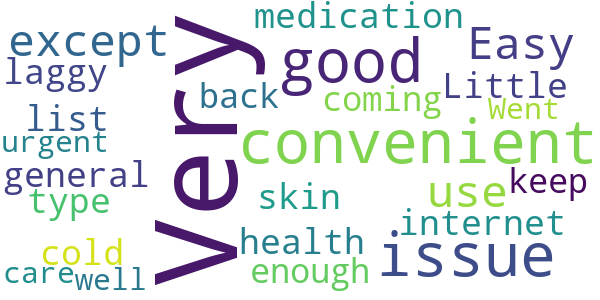 medication
except
Easy
good
laggy
Very
back
Little
coming
Went
list
urgent
convenient
general
keep
skin
use
type
internet
health
issue
cold
enough
care
well